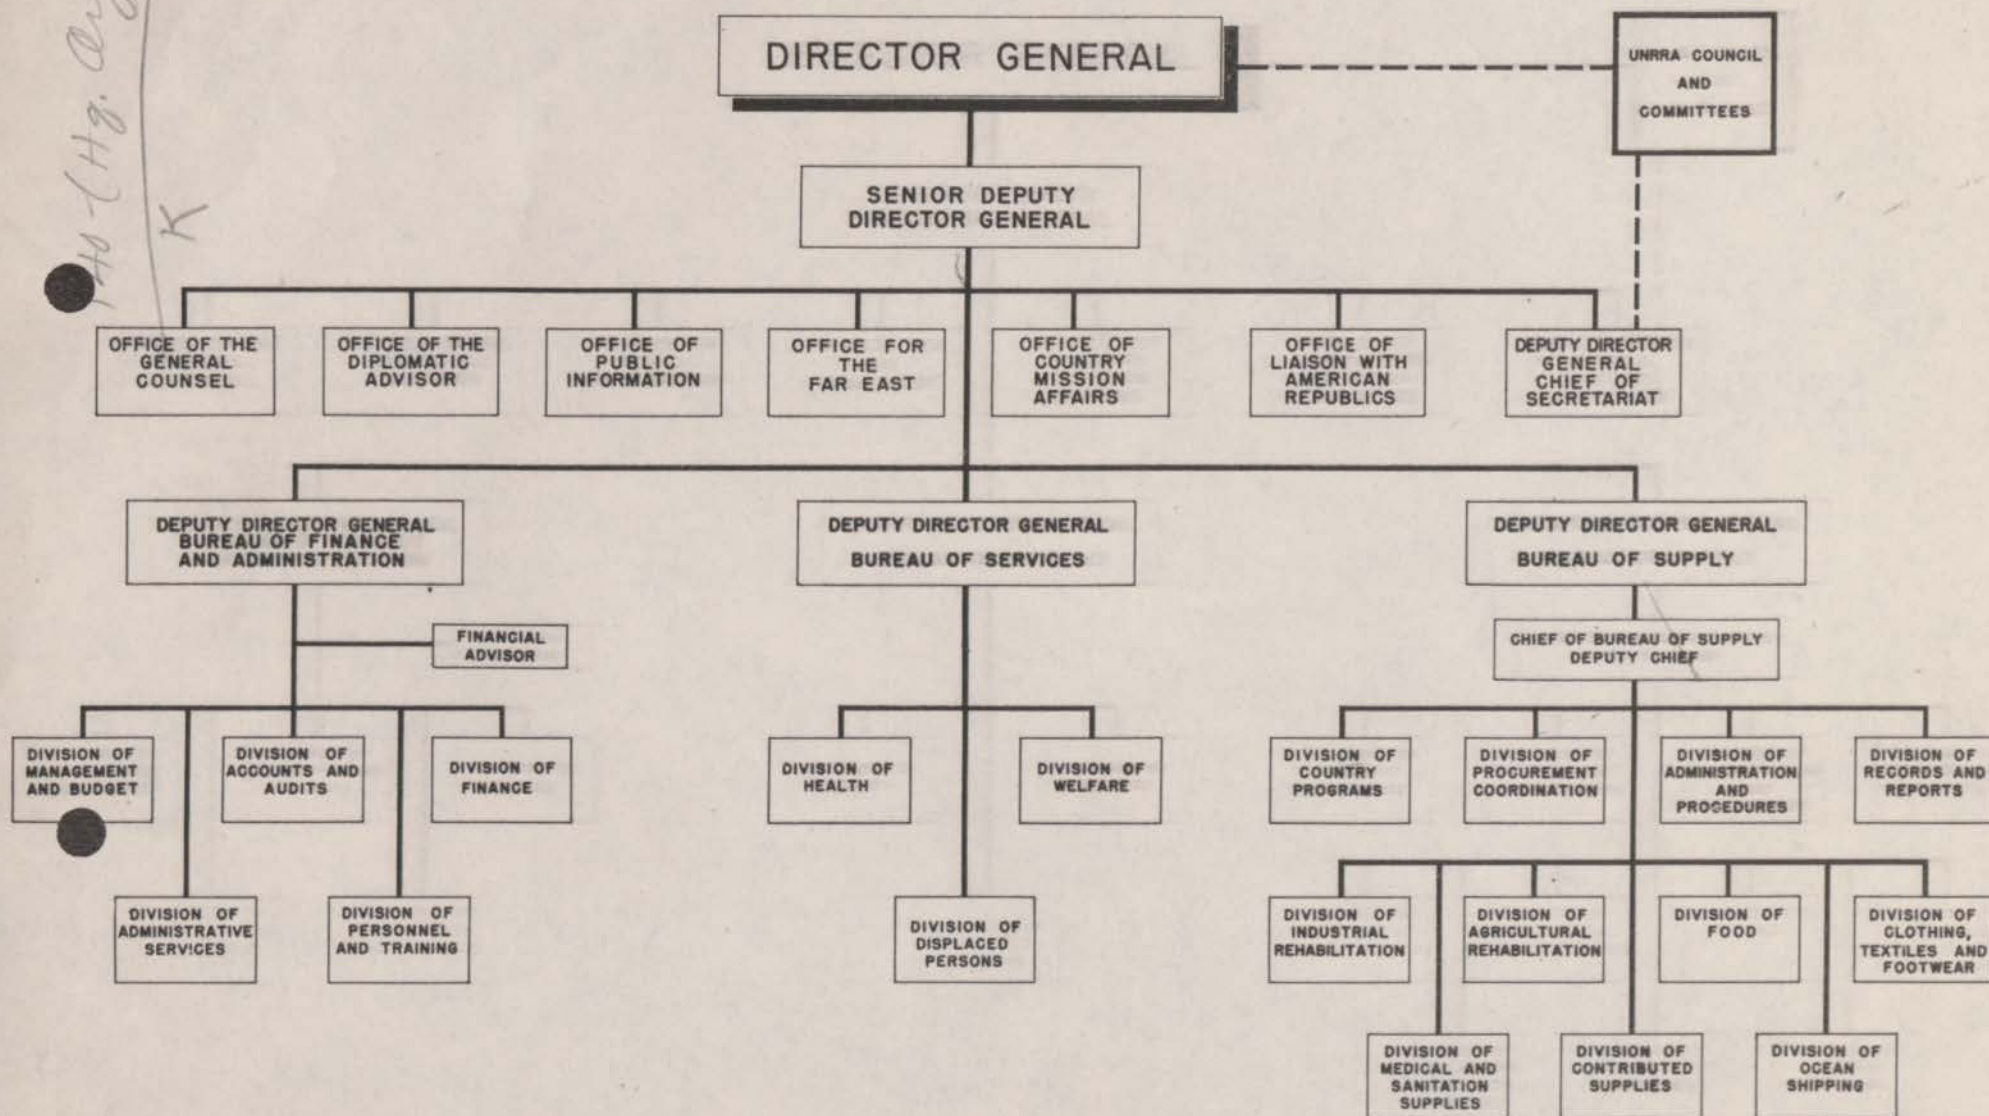 DIRECTOR GENERAL
UNRRA COUNCIL
AND
COMMITTEES
SENIOR DEPUTY
DIRECTOR GENERAL
OFFICE OF THE
GENERAL
COUNSEL
OFFICE OF THE
DIPLOMATIC
ADVISOR
OFFICE OF
PUBLIC
INFORMATION
OFFICE FOR
THE
FAR EAST
OFFICE OF
COUNTRY
MISSION
AFFAIRS
OFFICE OF
LIAISON WITH
AMERICAN
REPUBLICS
DEPUTY DIRECTOR
GENERAL
CHIEF OF
SECRETARIAT
DEPUTY DIRECTOR GENERAL
BUREAU OF FINANCE
AND ADMINISTRATION
DEPUTY DIRECTOR GENERAL
BUREAU OF SERVICES
DEPUTY DIRECTOR GENERAL
BUREAU OF SUPPLY
FINANCIAL
ADVISOR
CHIEF OF BUREAU OF SUPPLY
DEPUTY CHIEF
DIVISION OF
MANAGEMENT
AND BUDGET
DIVISION OF
ACCOUNTS AND
AUDITS
DIVISION OF
FINANCE
DIVISION OF
HEALTH
DIVISION OF
WELFARE
DIVISION OF
COUNTRY
PROGRAMS
DIVISION OF
PROCUREMENT
COORDINATION
DIVISION OF
ADMINISTRATION
AND
PROCEDURES
DIVISION OF
RECORDS AND
REPORTS
DIVISION OF
ADMINISTRATIVE
SERVICES
DIVISION OF
PERSONNEL
AND TRAINING
DIVISION OF
DISPLACED
PERSONS
DIVISION OF
INDUSTRIAL
REHABILITATION
DIVISION OF
AGRICULTURAL
REHABILITATION
DIVISION OF
FOOD
DIVISION OF
CLOTHING,
TEXTILES AND
FOOTWEAR
DIVISION OF
MEDICAL AND
SANITATION
SUPPLIES
DIVISION OF
CONTRIBUTED
SUPPLIES
DIVISION OF
OCEAN
SHIPPING
K